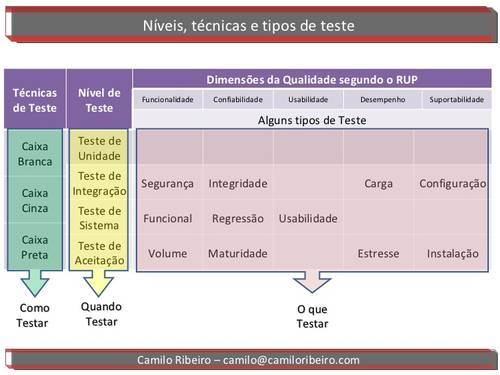 Níveis, técnicas e tipos de teste
Técnicas de Teste
Nível de Teste
Dimensões da Qualidade segundo o RUP
Funcionalidade Confiabilidade Usabilidade Desempenho Suportabilidade
Alguns tipos de Teste
Caixa Branca
Caixa Cinza
Caixa Preta
Teste de Unidade
Teste de Integração
Teste de Sistema
Teste de Aceitação
Segurança Integridade Carga Configuração
Funcional Regressão Usabilidade
Volume Maturidade Estresse Instalação
Como Testar
Quando Testar
O que Testar
Camilo Ribeiro – camilo@camiloribeiro.com